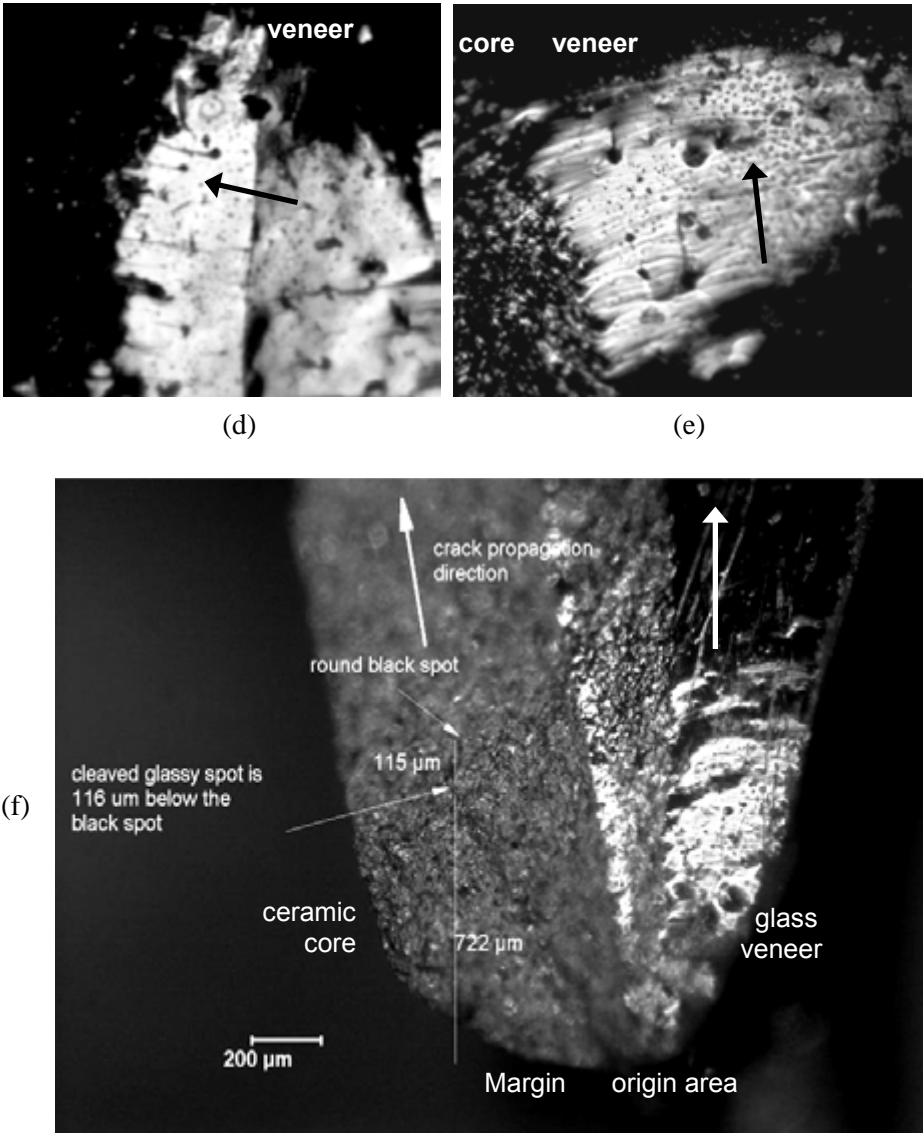 veneer
core veneer
(d)
(e)
crack propagation
direction
round black spot
115 µm
cleaved glassy spot is
116 um below the
black spot
(f)
ceramic
core
722 µm
glass
veneer
200 µm
Margin origin area